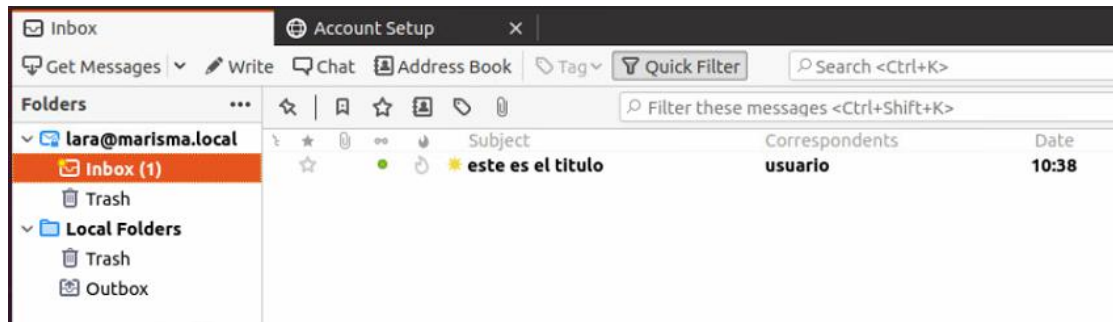 Inbox Account Setup
Get Messages Write Chat Address Book Tag Quick Filter Search <Ctrl+K>
Folders Filter these messages <Ctrl+Shift+K>
lara@marisma.local Subject Correspondents Date
Inbox (1) este es el titulo usuario 10:38
Trash
Local Folders
Trash
Outbox